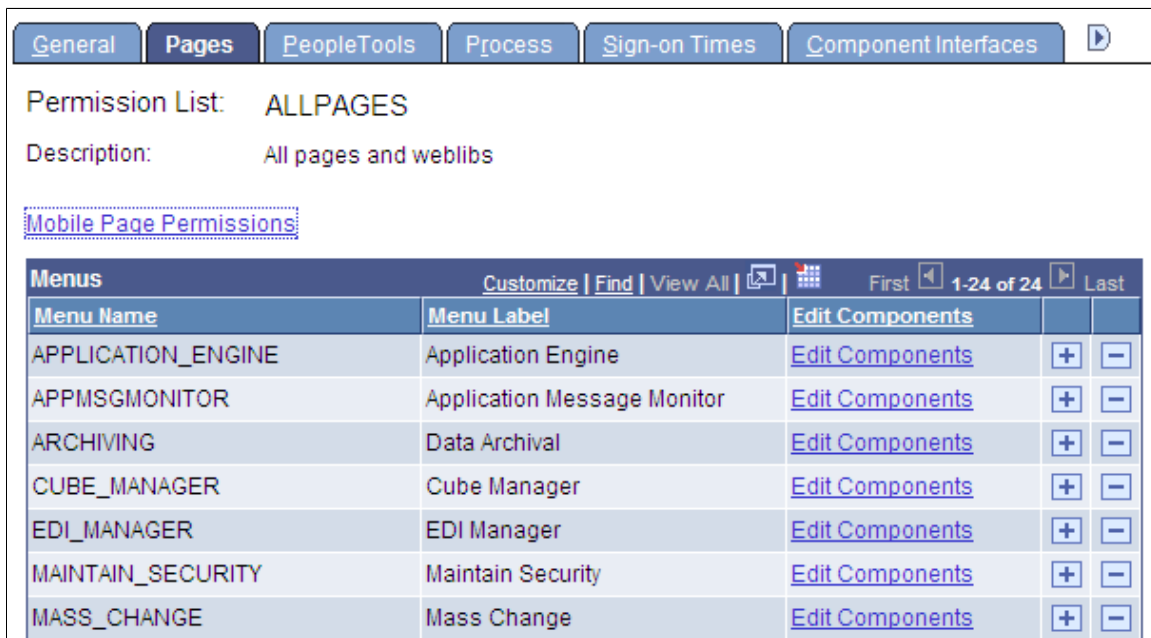 General Pages PeopleTools Process Sign-on Times Component Interfaces
Permission List: ALLPAGES
Description: All pages and weblibs
Mobile Page Permissions
Menus Customize | Find | View All | | First 1-24 of 24 Last
Menu Name Menu Label Edit Components
APPLICATION_ENGINE Application Engine Edit Components + -
APPMSGMONITOR Application Message Monitor Edit Components + -
ARCHIVING Data Archival Edit Components + -
CUBE_MANAGER Cube Manager Edit Components + -
EDI_MANAGER EDI Manager Edit Components + -
MAINTAIN_SECURITY Maintain Security Edit Components + -
MASS_CHANGE Mass Change Edit Components + -